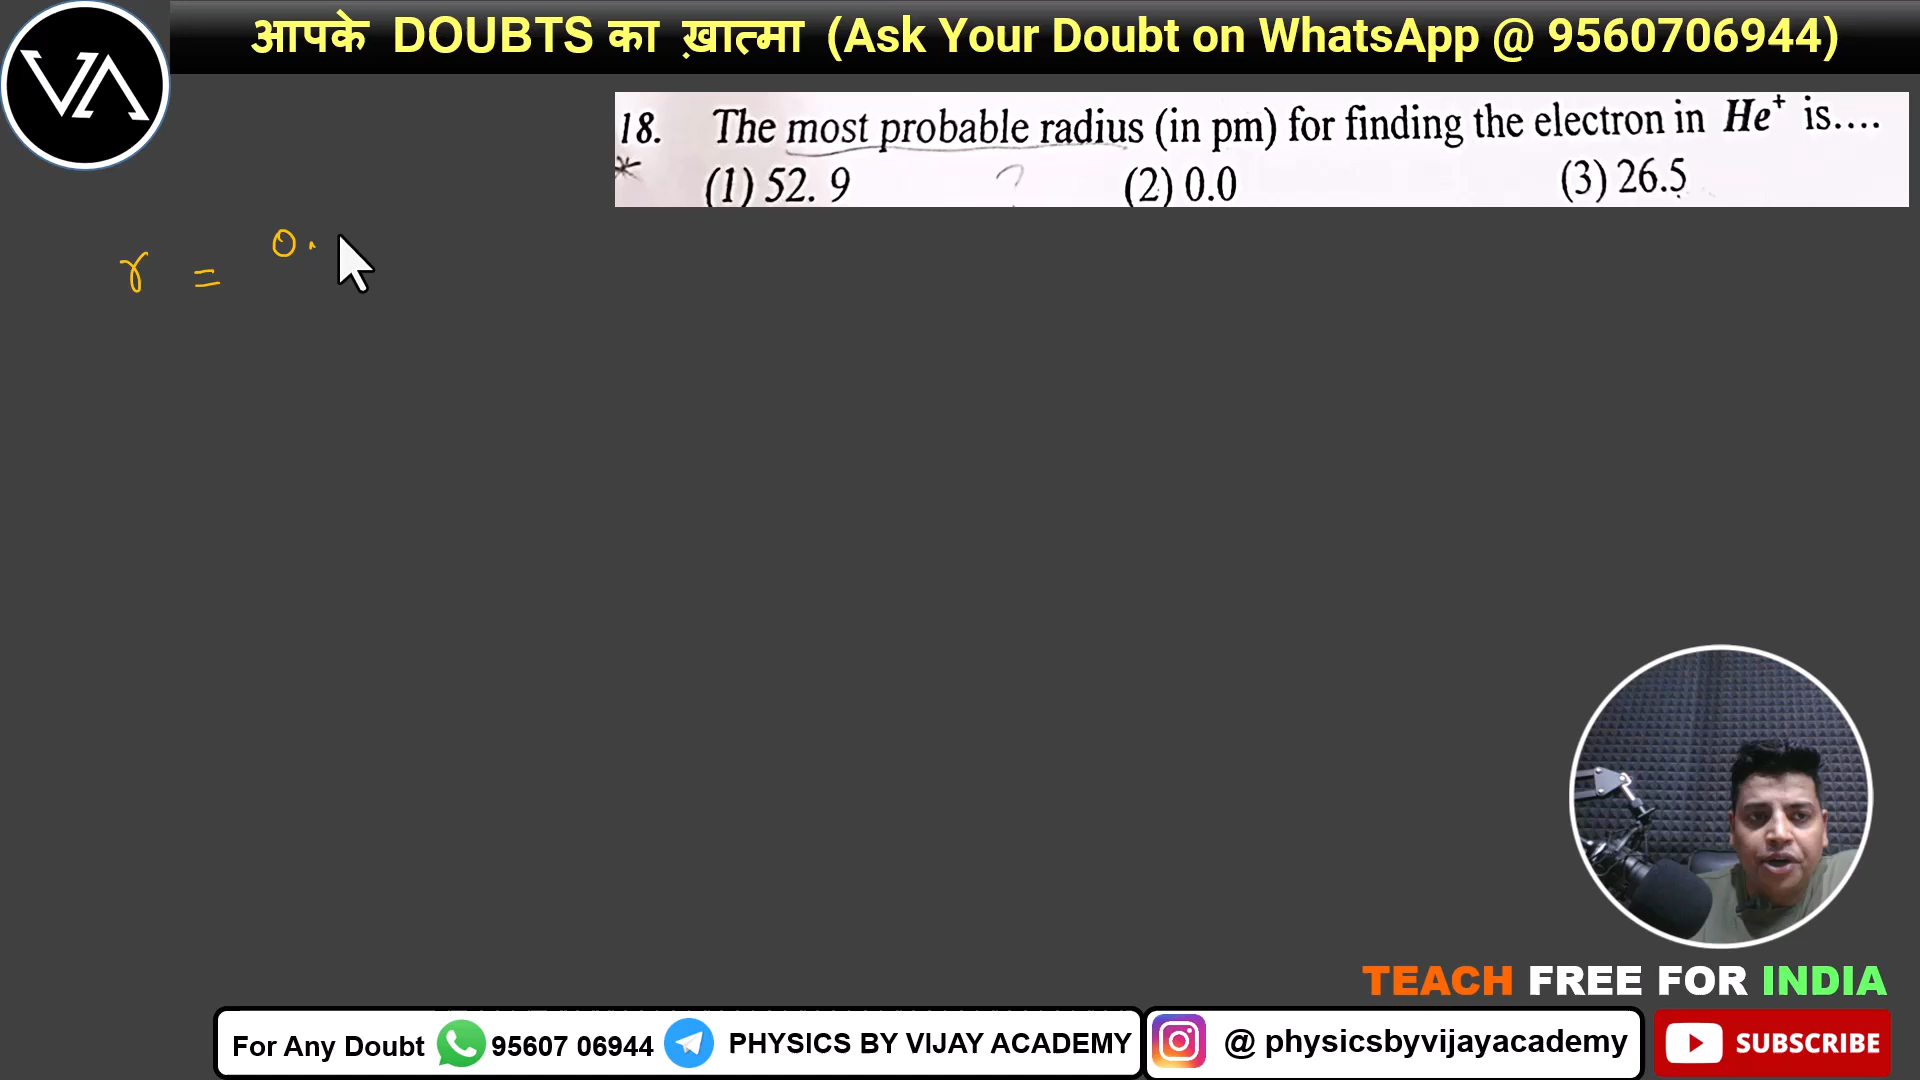 VA
आपके DOUBTS का ख़ात्मा (Ask Your Doubt on WhatsApp @ 9560706944)
18. The most probable radius (in pm) for finding the electron in He⁺ is....
* (1) 52. 9 (2) 0.0 (3) 26.5
?
r = 0.
TEACH FREE FOR INDIA
For Any Doubt 95607 06944 PHYSICS BY VIJAY ACADEMY @ physicsbyvijayacademy SUBSCRIBE